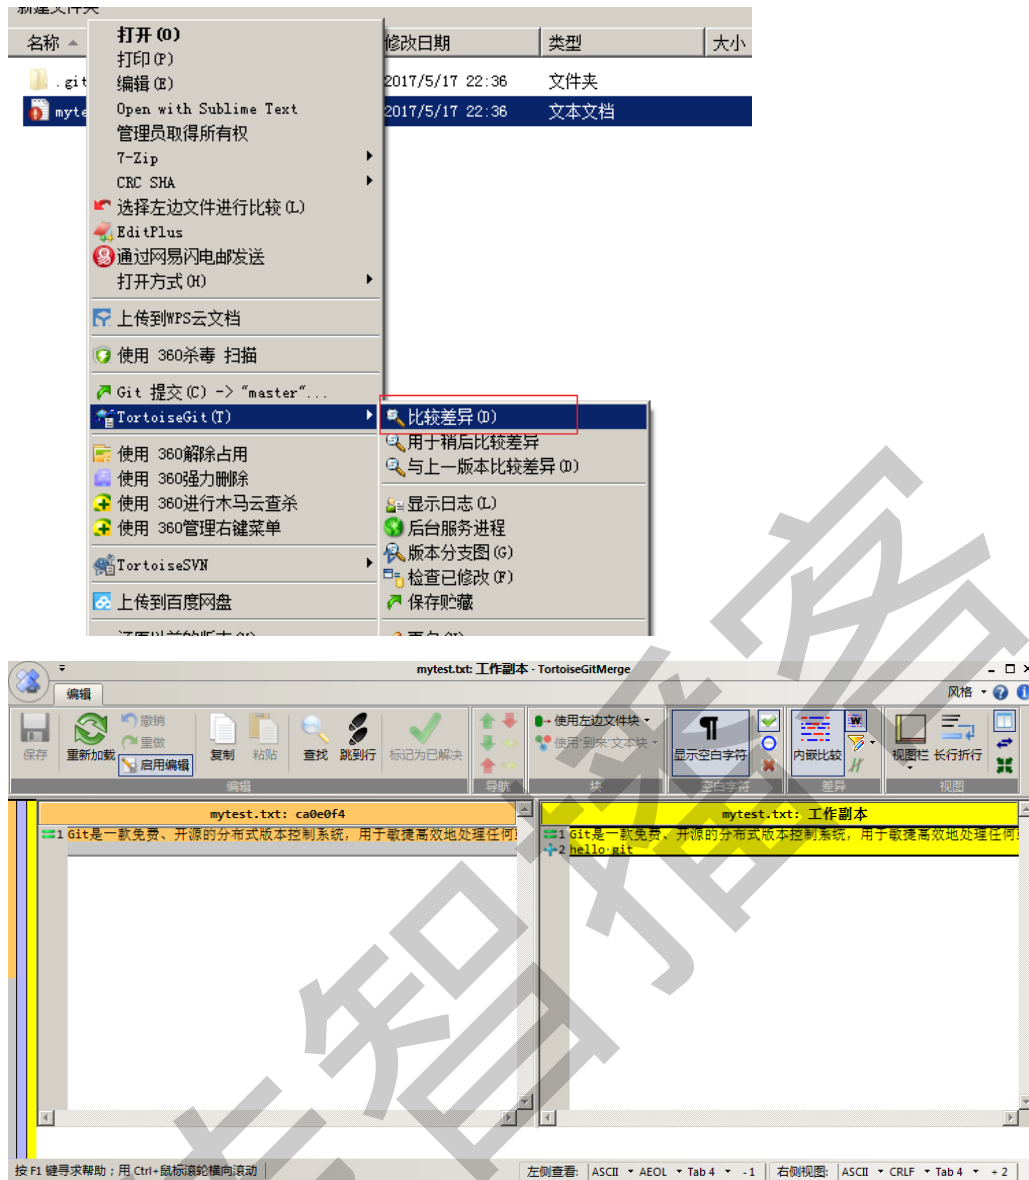 新建文件夹
名称 修改日期 类型 大小
打开(O)
打印(P)
.git 2017/5/17 22:36 文件夹
编辑(E)
Open with Sublime Text
myte 2017/5/17 22:36 文本文档
管理员取得所有权
7-Zip
CRC SHA
选择左边文件进行比较(L)
EditPlus
通过网易闪电邮发送
打开方式(H)
上传到WPS云文档
使用 360杀毒 扫描
Git 提交(C) -> "master"...
TortoiseGit(T)
使用 360解除占用
使用 360强力删除
使用 360进行木马云查杀
使用 360管理右键菜单
TortoiseSVN
上传到百度网盘
比较差异(D)
用于稍后比较差异
与上一版本比较差异(D)
显示日志(L)
后台服务进程
版本分支图(G)
检查已修改(F)
保存贮藏
mytest.txt: 工作副本 - TortoiseGitMerge
编辑 风格
保存 重新加载 撤销 重做 启用编辑 复制 粘贴 查找 跳到行 标记为已解决
使用左边文件块
使用"到来"文本块
显示空白字符 内嵌比较 视图栏 长行折行
编辑 导航 块 空白字符 差异 视图
mytest.txt: ca0e0f4
1 Git是一款免费、开源的分布式版本控制系统，用于敏捷高效地处理任何
mytest.txt: 工作副本
1 Git是一款免费、开源的分布式版本控制系统，用于敏捷高效地处理任何
2 hello·git
按 F1 键寻求帮助；用 Ctrl+鼠标滚轮横向滚动 左侧查看: ASCII AEOL Tab 4 - 1 右侧视图: ASCII CRLF Tab 4 + 2